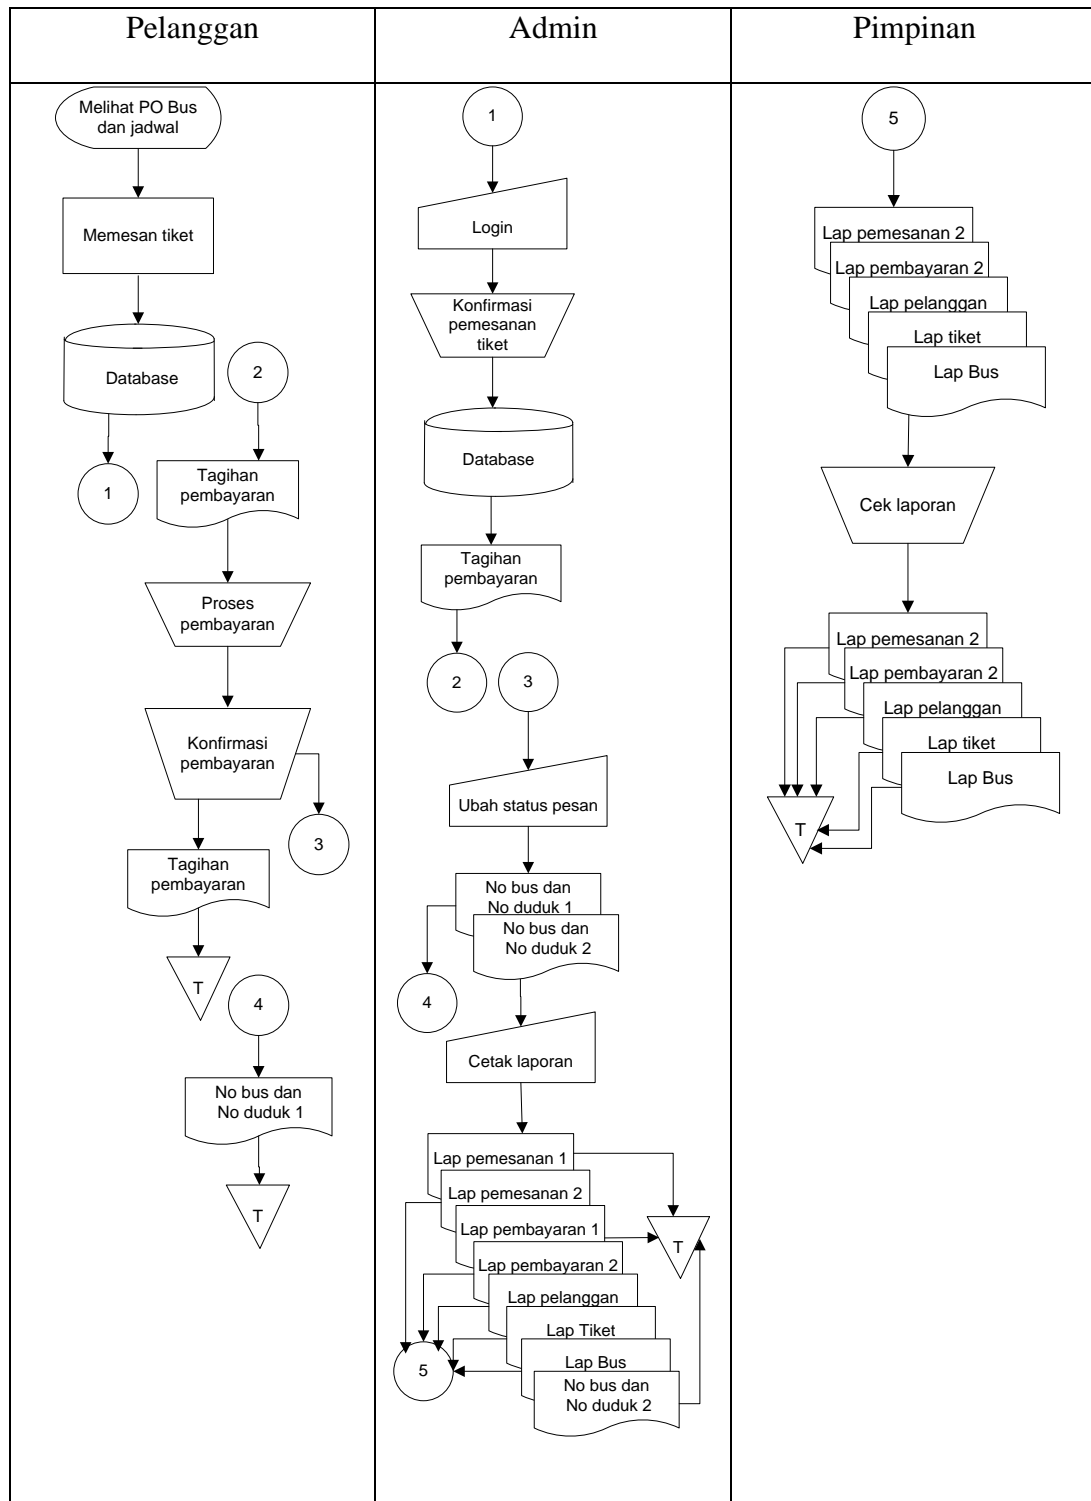 Pelanggan
Admin
Pimpinan
Melihat PO Bus
dan jadwal
Memesan tiket
Database
2
1
Tagihan
pembayaran
Proses
pembayaran
Konfirmasi
pembayaran
3
Tagihan
pembayaran
T
4
No bus dan
No duduk 1
T
1
Login
Konfirmasi
pemesanan
tiket
Database
Tagihan
pembayaran
2
3
Ubah status pesan
No bus dan
No duduk 1
No bus dan
No duduk 2
4
Cetak laporan
Lap pemesanan 1
Lap pemesanan 2
Lap pembayaran 1
T
Lap pembayaran 2
Lap pelanggan
Lap Tiket
Lap Bus
5
No bus dan
No duduk 2
5
Lap pemesanan 2
Lap pembayaran 2
Lap pelanggan
Lap tiket
Lap Bus
Cek laporan
Lap pemesanan 2
Lap pembayaran 2
Lap pelanggan
Lap tiket
Lap Bus
T